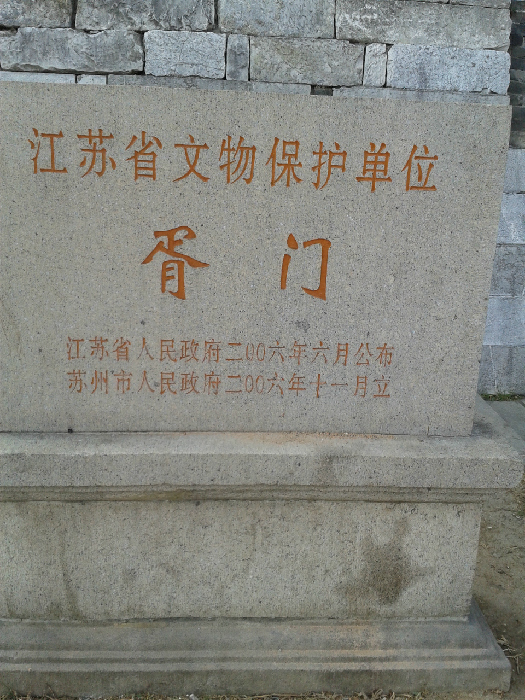 江苏省文物保护单位
胥门
江苏省人民政府二00六年六月公布
苏州市人民政府二00六年十一月立